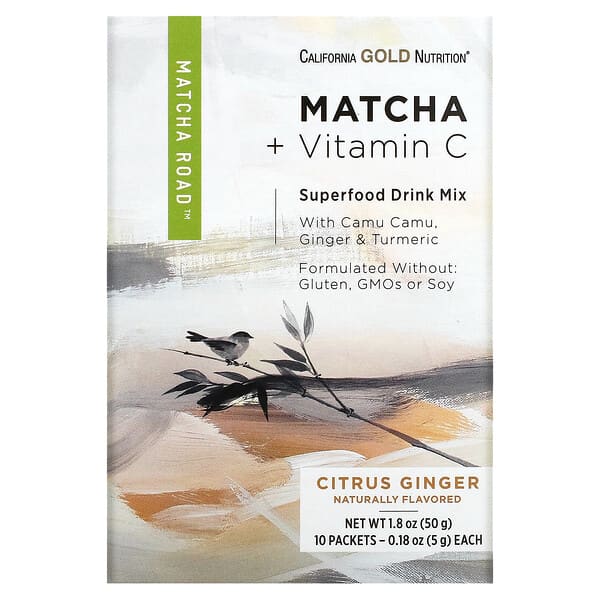 MATCHA ROAD™
CALIFORNIA GOLD NUTRITION®
MATCHA
+ Vitamin C
Superfood Drink Mix
With Camu Camu,
Ginger & Turmeric
Formulated Without:
Gluten, GMOs or Soy
CITRUS GINGER
NATURALLY FLAVORED
NET WT 1.8 oz (50 g)
10 PACKETS – 0.18 oz (5 g) EACH